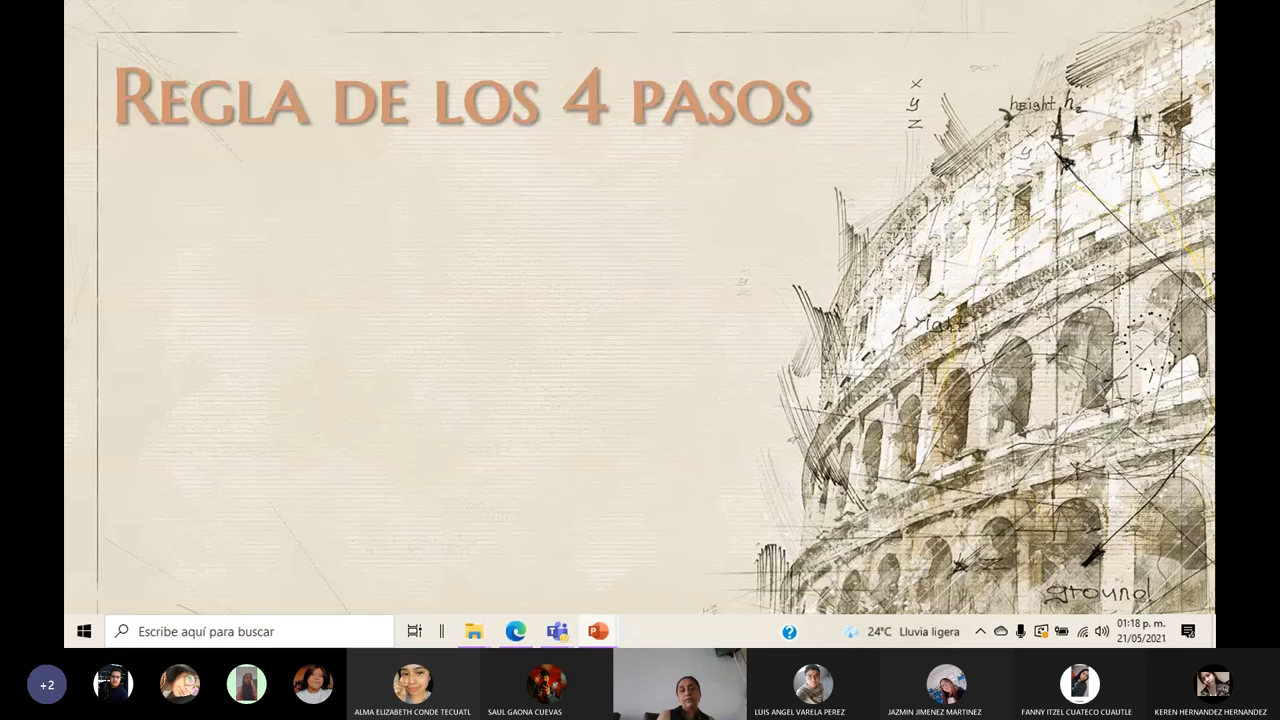 REGLA DE LOS 4 PASOS
x y z
height h2
right
ground
Escribe aquí para buscar
24°C Lluvia ligera
01:18 p. m.
21/05/2021
+2
ALMA ELIZABETH CONDE TECUATL
SAUL GAONA CUEVAS
LUIS ANGEL VARELA PEREZ
JAZMIN JIMENEZ MARTINEZ
FANNY ITZEL CUATECO CUAUTLE
KEREN HERNANDEZ HERNANDEZ